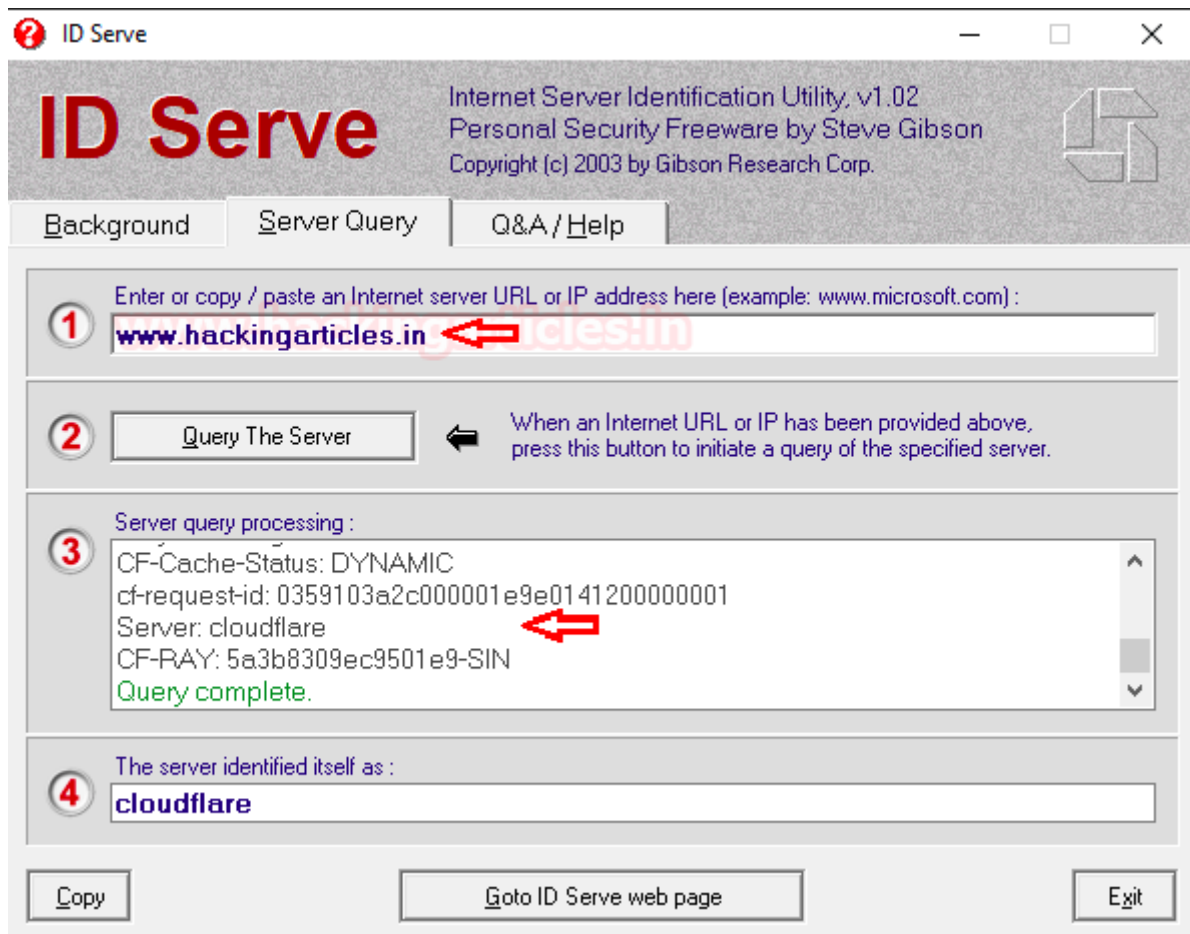 ID Serve
ID Serve
Internet Server Identification Utility, v1.02
Personal Security Freeware by Steve Gibson
Copyright (c) 2003 by Gibson Research Corp.
Background
Server Query
Q&A / Help
1
Enter or copy / paste an Internet server URL or IP address here (example: www.microsoft.com) :
www.hackingarticles.in
www.hackingarticles.in
2
Query The Server
When an Internet URL or IP has been provided above,
press this button to initiate a query of the specified server.
3
Server query processing :
CF-Cache-Status: DYNAMIC
cf-request-id: 0359103a2c000001e9e0141200000001
Server: cloudflare
CF-RAY: 5a3b8309ec9501e9-SIN
Query complete.
4
The server identified itself as :
cloudflare
Copy
Goto ID Serve web page
Exit